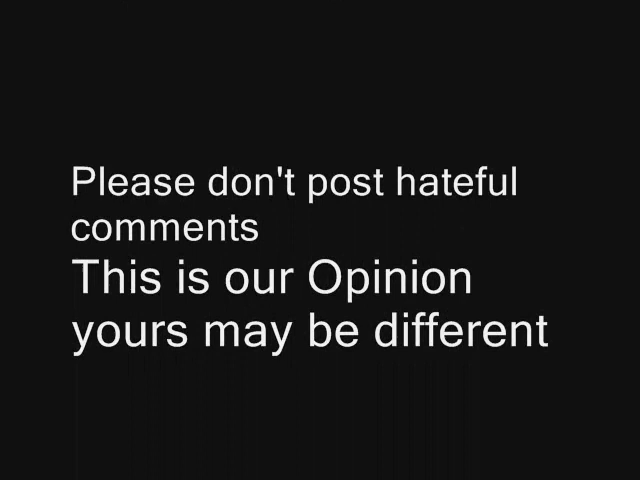 Please don't post hateful
comments
This is our Opinion
yours may be different